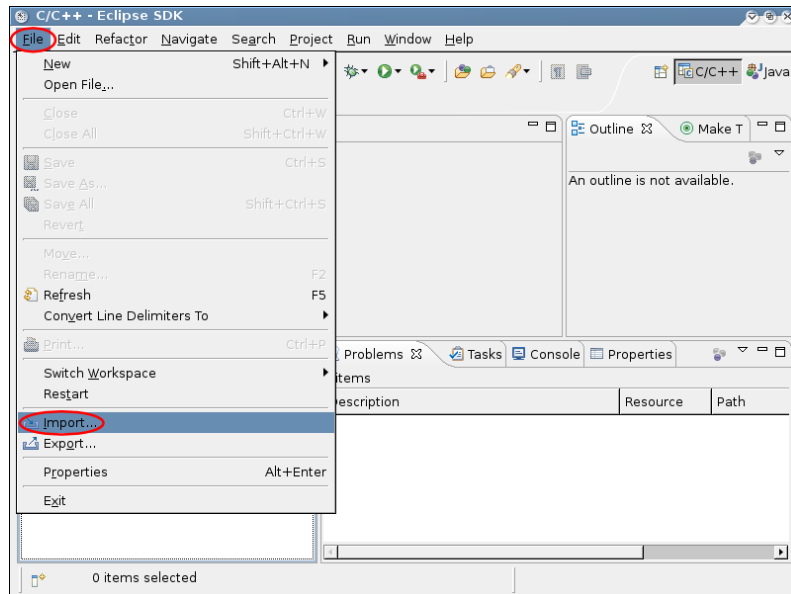 C/C++ - Eclipse SDK
File Edit Refactor Navigate Search Project Run Window Help
New Shift+Alt+N
Open File...
Close Ctrl+W
Close All Shift+Ctrl+W
Save Ctrl+S
Save As...
Save All Shift+Ctrl+S
Revert
Move...
Rename... F2
Refresh F5
Convert Line Delimiters To
Print... Ctrl+P
Switch Workspace
Restart
Import...
Export...
Properties Alt+Enter
Exit
C/C++ Java
Outline Make T
An outline is not available.
Problems Tasks Console Properties
items
escription Resource Path
0 items selected